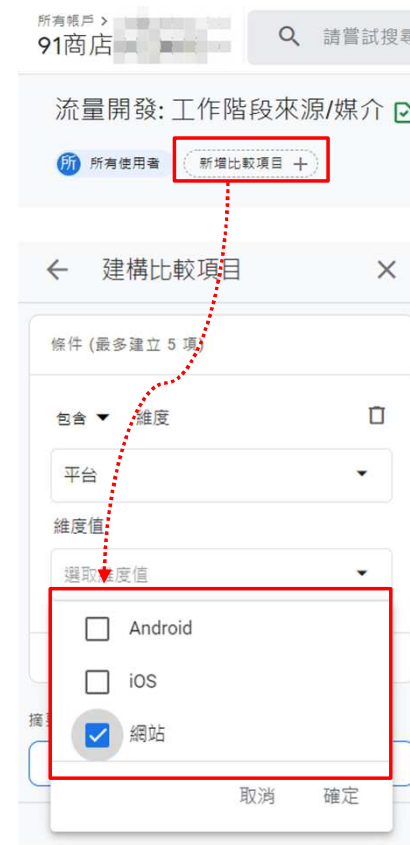 所有帳戶 >
91商店
請嘗試搜尋
流量開發: 工作階段來源/媒介
所 所有使用者 新增比較項目 +
建構比較項目
條件 (最多建立 5 項)
包含 維度
平台
維度值
選取維度值
Android
iOS
網站
取消 確定